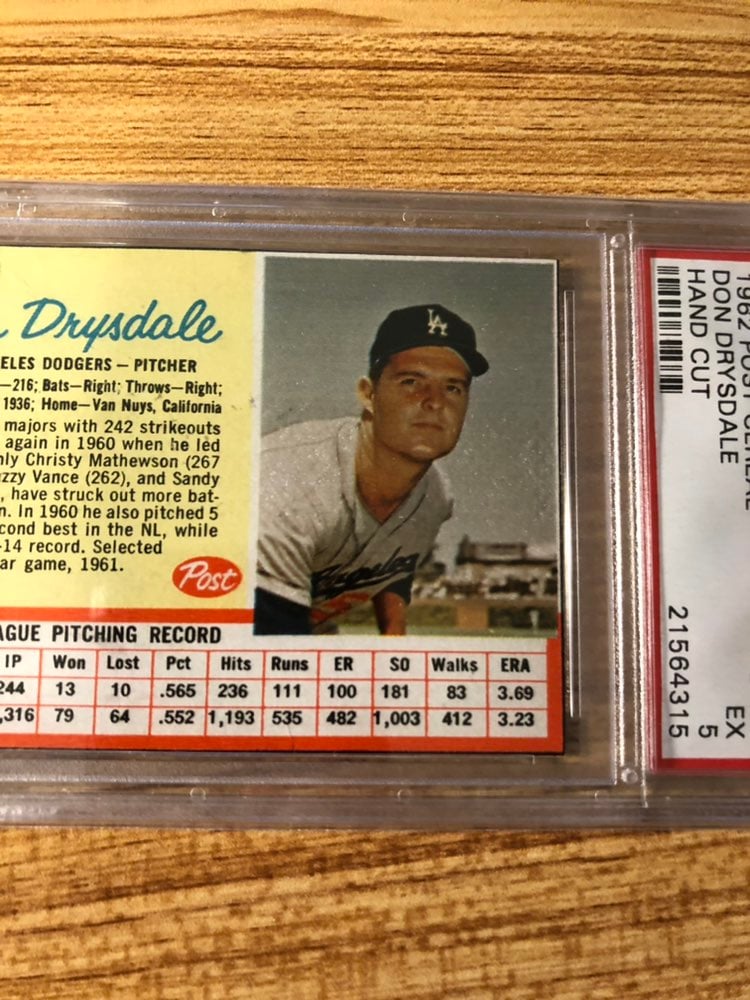 Drysdale
ELES DODGERS – PITCHER
–216; Bats–Right; Throws–Right;
1936; Home–Van Nuys, California
majors with 242 strikeouts
again in 1960 when he led
nly Christy Mathewson (267
zzy Vance (262), and Sandy
, have struck out more bat-
n. In 1960 he also pitched 5
cond best in the NL, while
-14 record. Selected
ar game, 1961.
Post
LA
AGUE PITCHING RECORD
IP Won Lost Pct Hits Runs ER SO Walks ERA
244 13 10 .565 236 111 100 181 83 3.69
,316 79 64 .552 1,193 535 482 1,003 412 3.23
1962 POST CEREAL
DON DRYSDALE
HAND CUT
EX
5
21564315